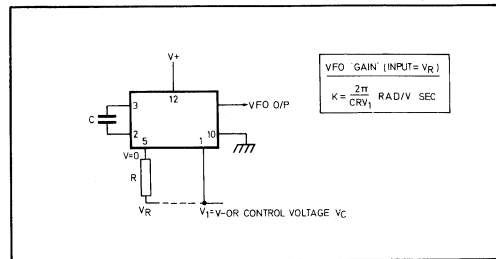 V+
VFO 'GAIN' (INPUT= VR)
K = 2π/CRV1 RAD/V SEC
3
12
VFO O/P
C
2
5
1
10
V=0
R
VR
V1=V-OR CONTROL VOLTAGE VC